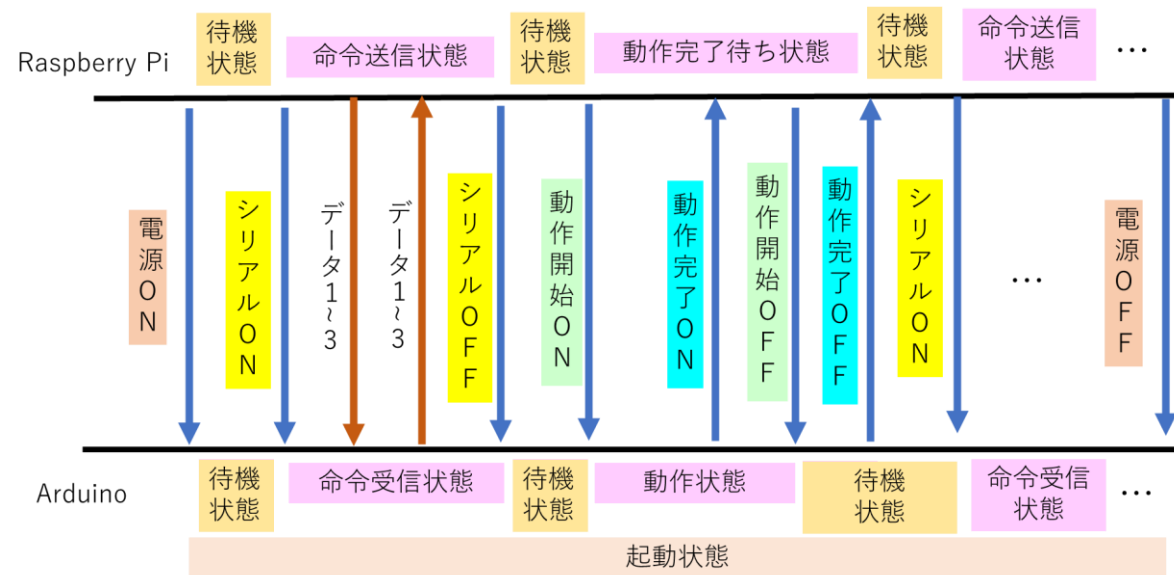 待機
状態
命令送信状態
待機
状態
動作完了待ち状態
待機
状態
命令送信
状態
…
Raspberry Pi
電源ON
シリアルON
データ1~3
データ1~3
シリアルOFF
動作開始ON
動作完了ON
動作開始OFF
動作完了OFF
シリアルON
…
電源OFF
Arduino
待機
状態
命令受信状態
待機
状態
動作状態
待機
状態
命令受信
状態
…
起動状態